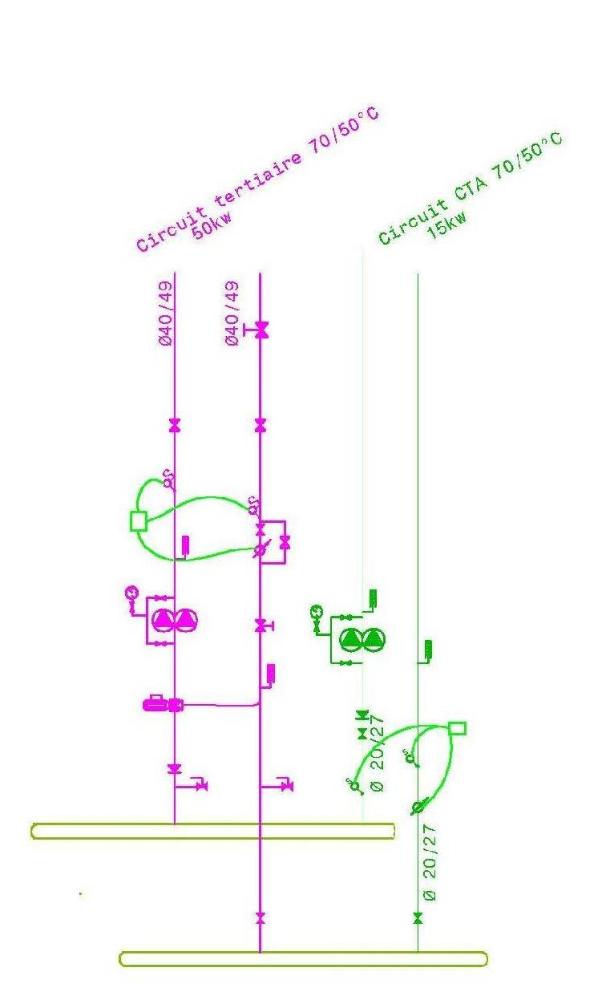 Circuit tertiaire 70/50°C
50kw
Circuit CTA 70/50°C
15kw
Ø40/49
Ø40/49
S
S
Ø 20/27
S
S
Ø 20/27